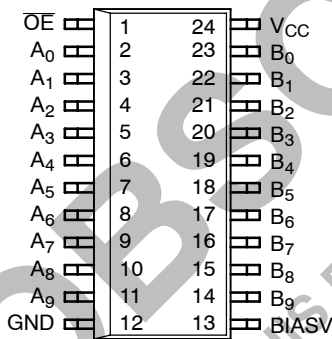 OE 1 24 VCC
A0 2 23 B0
A1 3 22 B1
A2 4 21 B2
A3 5 20 B3
A4 6 19 B4
A5 7 18 B5
A6 8 17 B6
A7 9 16 B7
A8 10 15 B8
A9 11 14 B9
GND 12 13 BIASV